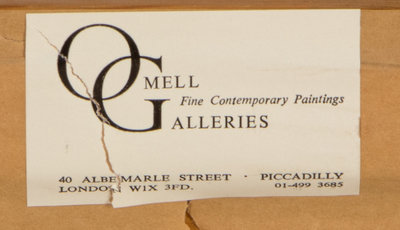 OMELL
Fine Contemporary Paintings
GALLERIES
40 ALBEMARLE STREET · PICCADILLY
LONDON W1X 3FD. 01-499 3685